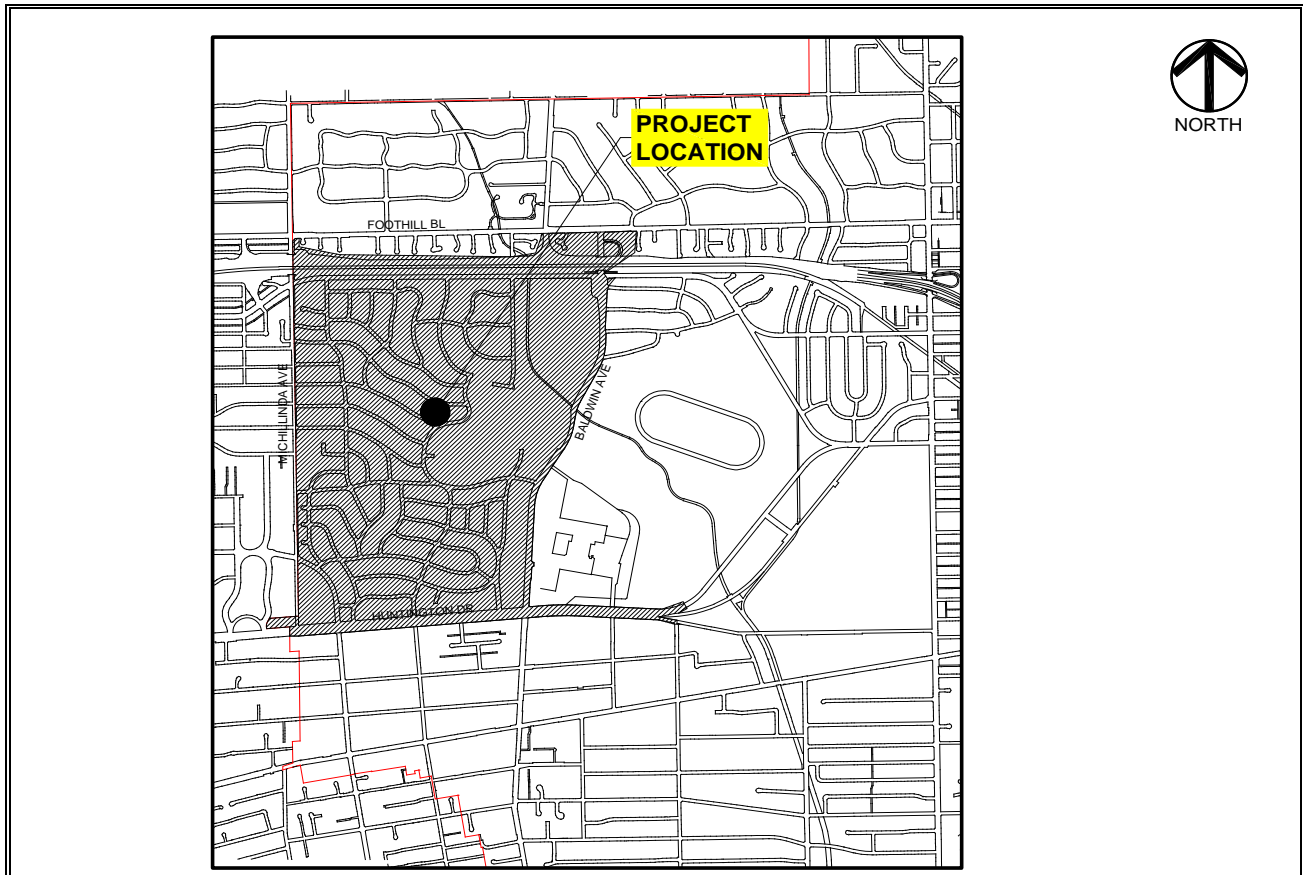 PROJECT
LOCATION
NORTH
FOOTHILL BL
MICHILLINDA AVE
BALDWIN AVE
HUNTINGTON DR